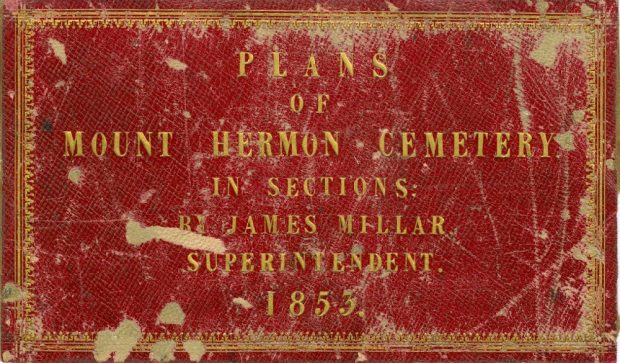 PLANS
OF
MOUNT HERMON CEMETERY.
IN SECTIONS:
BY JAMES MILLAR.
SUPERINTENDENT.
1853.